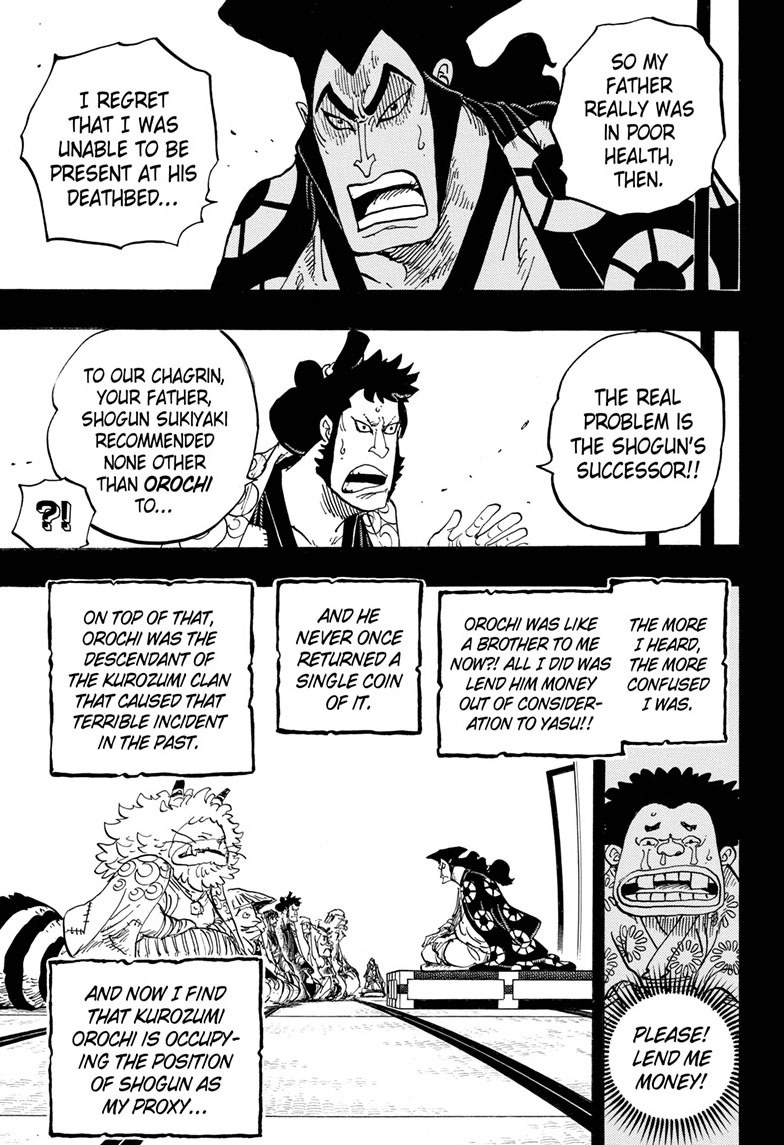 SO MY
FATHER
REALLY WAS
IN POOR
HEALTH,
THEN.
I REGRET
THAT I WAS
UNABLE TO BE
PRESENT AT HIS
DEATHBED...
THE REAL
PROBLEM IS
THE SHOGUN'S
SUCCESSOR!!
TO OUR CHAGRIN,
YOUR FATHER,
SHOGUN SUKIYAKI
RECOMMENDED
NONE OTHER
THAN OROCHI
TO...
?!
THE MORE
I HEARD,
THE MORE
CONFUSED
I WAS.
OROCHI WAS LIKE
A BROTHER TO ME
NOW?! ALL I DID WAS
LEND HIM MONEY
OUT OF CONSIDER-
ATION TO YASU!!
AND HE
NEVER ONCE
RETURNED A
SINGLE COIN
OF IT.
ON TOP OF THAT,
OROCHI WAS THE
DESCENDANT OF
THE KUROZUMI CLAN
THAT CAUSED THAT
TERRIBLE INCIDENT
IN THE PAST.
PLEASE!
LEND ME
MONEY!
AND NOW I FIND
THAT KUROZUMI
OROCHI IS OCCUPY-
ING THE POSITION
OF SHOGUN AS
MY PROXY...